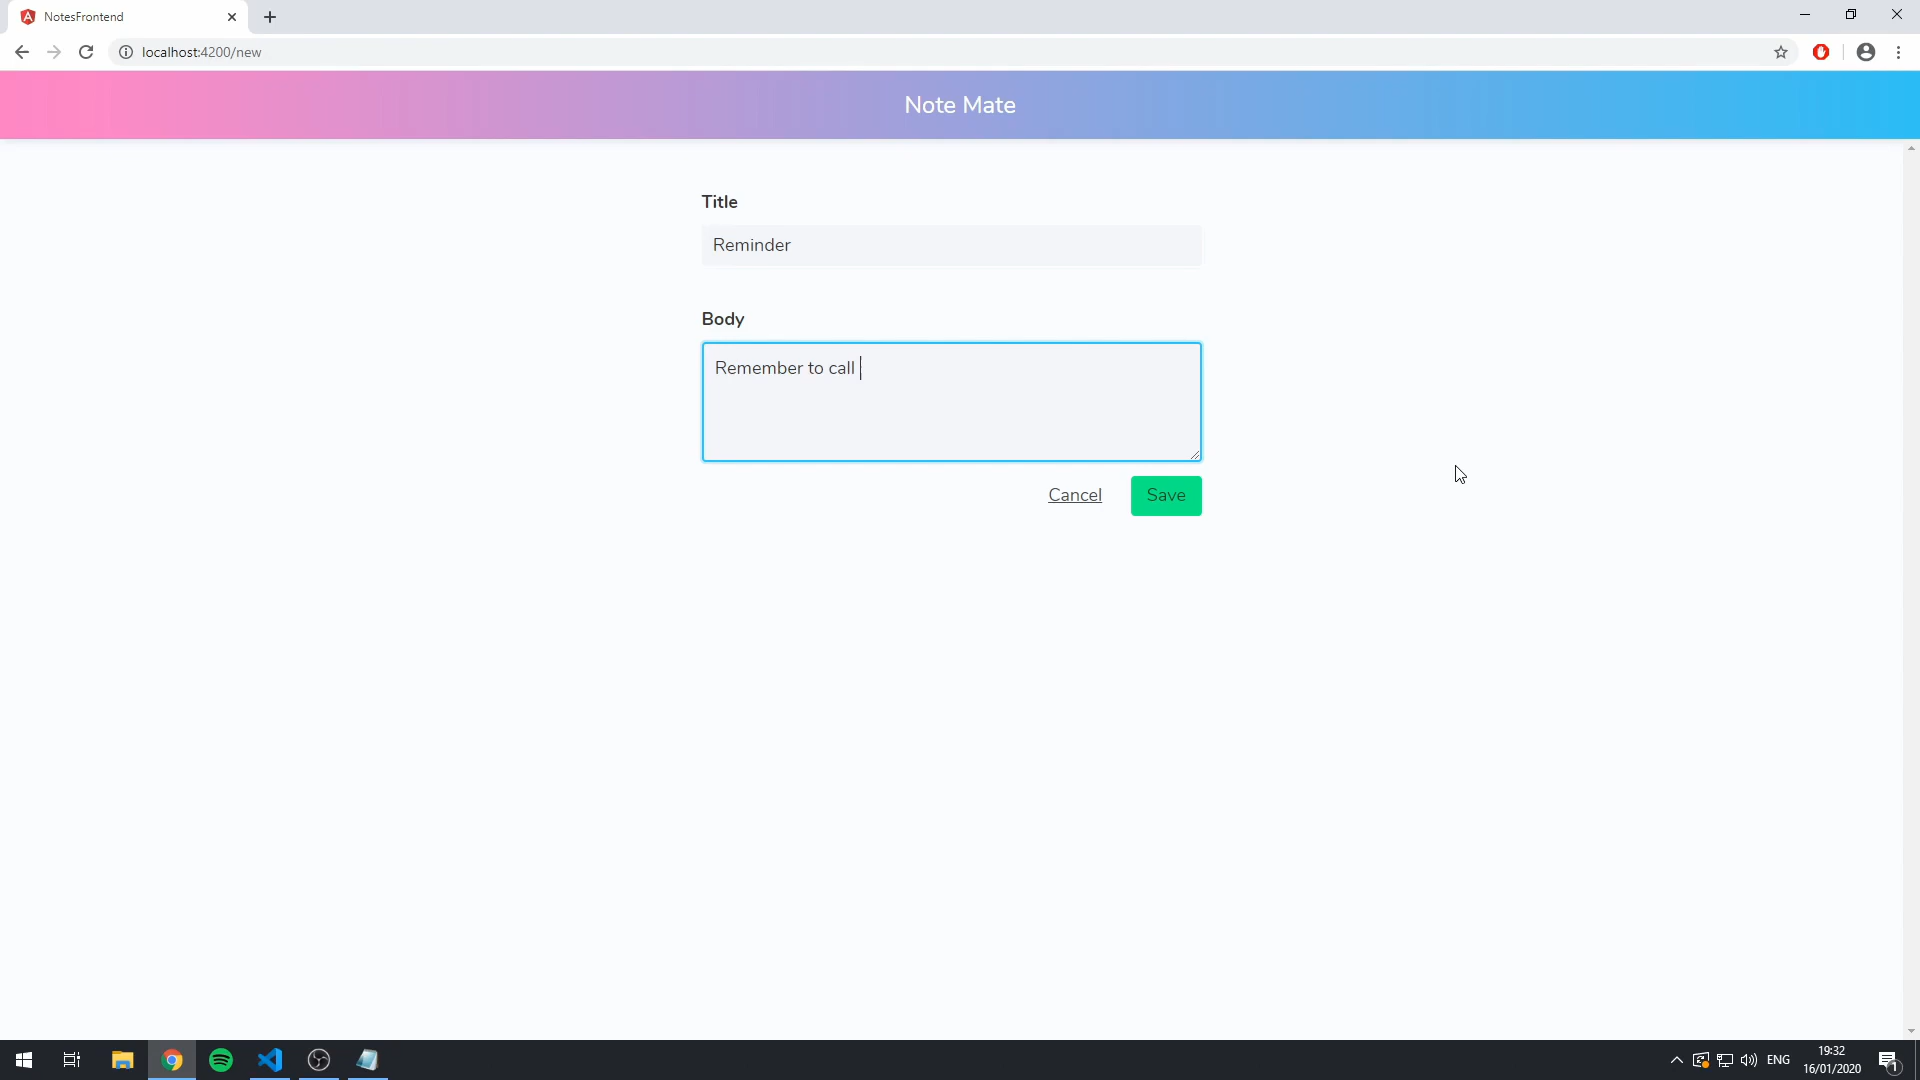 NotesFrontend
localhost:4200/new
Note Mate
Title
Reminder
Body
Remember to call
Cancel Save
ENG
19:32
16/01/2020
1